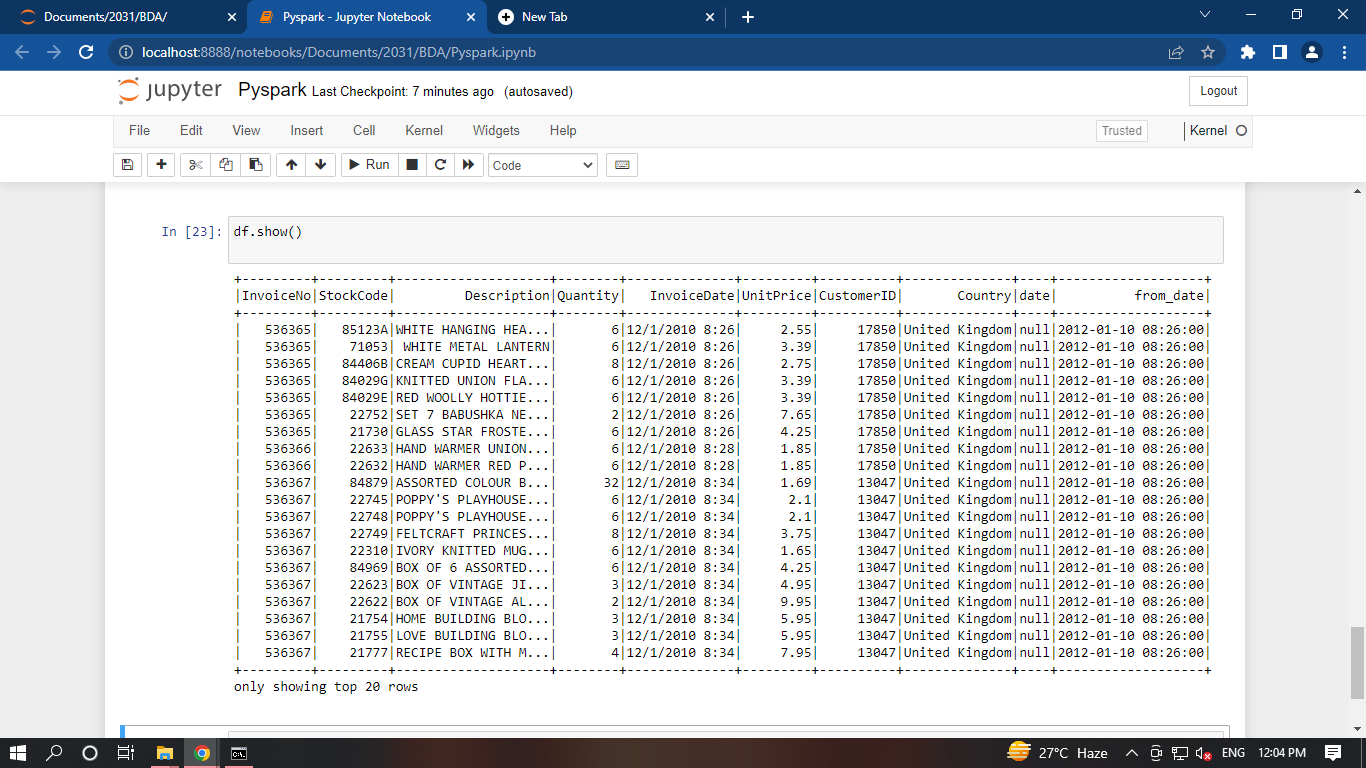 Documents/2031/BDA/ Pyspark - Jupyter Notebook New Tab
localhost:8888/notebooks/Documents/2031/BDA/Pyspark.ipynb
jupyter Pyspark Last Checkpoint: 7 minutes ago (autosaved) Logout
File Edit View Insert Cell Kernel Widgets Help Trusted Kernel
Run Code
In [23]: df.show()
+---------+---------+--------------------+--------+--------------+---------+----------+--------------+----+-------------------+
|InvoiceNo|StockCode|         Description|Quantity|   InvoiceDate|UnitPrice|CustomerID|       Country|date|          from_date|
+---------+---------+--------------------+--------+--------------+---------+----------+--------------+----+-------------------+
|   536365|   85123A|WHITE HANGING HEA...|       6|12/1/2010 8:26|     2.55|     17850|United Kingdom|null|2012-01-10 08:26:00|
|   536365|    71053| WHITE METAL LANTERN|       6|12/1/2010 8:26|     3.39|     17850|United Kingdom|null|2012-01-10 08:26:00|
|   536365|   84406B|CREAM CUPID HEART...|       8|12/1/2010 8:26|     2.75|     17850|United Kingdom|null|2012-01-10 08:26:00|
|   536365|   84029G|KNITTED UNION FLA...|       6|12/1/2010 8:26|     3.39|     17850|United Kingdom|null|2012-01-10 08:26:00|
|   536365|   84029E|RED WOOLLY HOTTIE...|       6|12/1/2010 8:26|     3.39|     17850|United Kingdom|null|2012-01-10 08:26:00|
|   536365|    22752|SET 7 BABUSHKA NE...|       2|12/1/2010 8:26|     7.65|     17850|United Kingdom|null|2012-01-10 08:26:00|
|   536365|    21730|GLASS STAR FROSTE...|       6|12/1/2010 8:26|     4.25|     17850|United Kingdom|null|2012-01-10 08:26:00|
|   536366|    22633|HAND WARMER UNION...|       6|12/1/2010 8:28|     1.85|     17850|United Kingdom|null|2012-01-10 08:26:00|
|   536366|    22632|HAND WARMER RED P...|       6|12/1/2010 8:28|     1.85|     17850|United Kingdom|null|2012-01-10 08:26:00|
|   536367|    84879|ASSORTED COLOUR B...|      32|12/1/2010 8:34|     1.69|     13047|United Kingdom|null|2012-01-10 08:26:00|
|   536367|    22745|POPPY'S PLAYHOUSE...|       6|12/1/2010 8:34|      2.1|     13047|United Kingdom|null|2012-01-10 08:26:00|
|   536367|    22748|POPPY'S PLAYHOUSE...|       6|12/1/2010 8:34|      2.1|     13047|United Kingdom|null|2012-01-10 08:26:00|
|   536367|    22749|FELTCRAFT PRINCES...|       8|12/1/2010 8:34|     3.75|     13047|United Kingdom|null|2012-01-10 08:26:00|
|   536367|    22310|IVORY KNITTED MUG...|       6|12/1/2010 8:34|     1.65|     13047|United Kingdom|null|2012-01-10 08:26:00|
|   536367|    84969|BOX OF 6 ASSORTED...|       6|12/1/2010 8:34|     4.25|     13047|United Kingdom|null|2012-01-10 08:26:00|
|   536367|    22623|BOX OF VINTAGE JI...|       3|12/1/2010 8:34|     4.95|     13047|United Kingdom|null|2012-01-10 08:26:00|
|   536367|    22622|BOX OF VINTAGE AL...|       2|12/1/2010 8:34|     9.95|     13047|United Kingdom|null|2012-01-10 08:26:00|
|   536367|    21754|HOME BUILDING BLO...|       3|12/1/2010 8:34|     5.95|     13047|United Kingdom|null|2012-01-10 08:26:00|
|   536367|    21755|LOVE BUILDING BLO...|       3|12/1/2010 8:34|     5.95|     13047|United Kingdom|null|2012-01-10 08:26:00|
|   536367|    21777|RECIPE BOX WITH M...|       4|12/1/2010 8:34|     7.95|     13047|United Kingdom|null|2012-01-10 08:26:00|
+---------+---------+--------------------+--------+--------------+---------+----------+--------------+----+-------------------+
only showing top 20 rows
27°C Haze ENG 12:04 PM